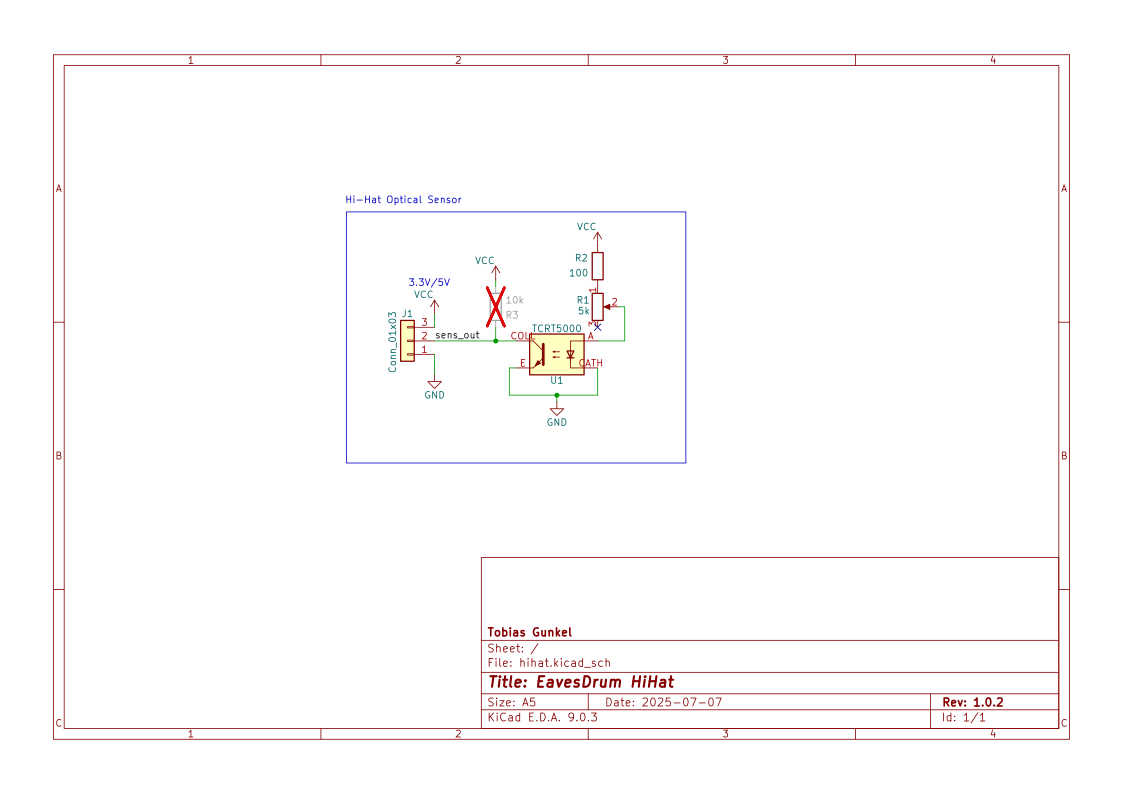 1 2 3 4
A A
Hi-Hat Optical Sensor
VCC
R2
100
VCC
3.3V/5V
VCC
10k
R3
1
R1
5k
2
3
J1
Conn_01x03
3
2
1
sens_out
TCRT5000
COLL
A
E
CATH
U1
GND
GND
B B
Tobias Gunkel
Sheet: /
File: hihat.kicad_sch
Title: EavesDrum HiHat
Size: A5 Date: 2025-07-07 Rev: 1.0.2
KiCad E.D.A. 9.0.3 Id: 1/1
C C
1 2 3 4